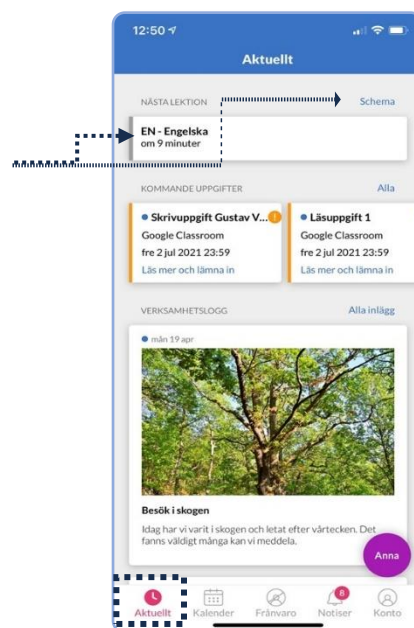 12:50
Aktuellt
NÄSTA LEKTION
Schema
EN - Engelska
om 9 minuter
KOMMANDE UPPGIFTER
Alla
Skrivuppgift Gustav V...
!
Google Classroom
fre 2 jul 2021 23:59
Läs mer och lämna in
Läsuppgift 1
Google Classroom
fre 2 jul 2021 23:59
Läs mer och lämna in
VERKSAMHETSLOGG
Alla inlägg
mån 19 apr
Besök i skogen
Idag har vi varit i skogen och letat efter vårtecken. Det
fanns väldigt många kan vi meddela.
Anna
8
Aktuellt
Kalender
Frånvaro
Notiser
Konto